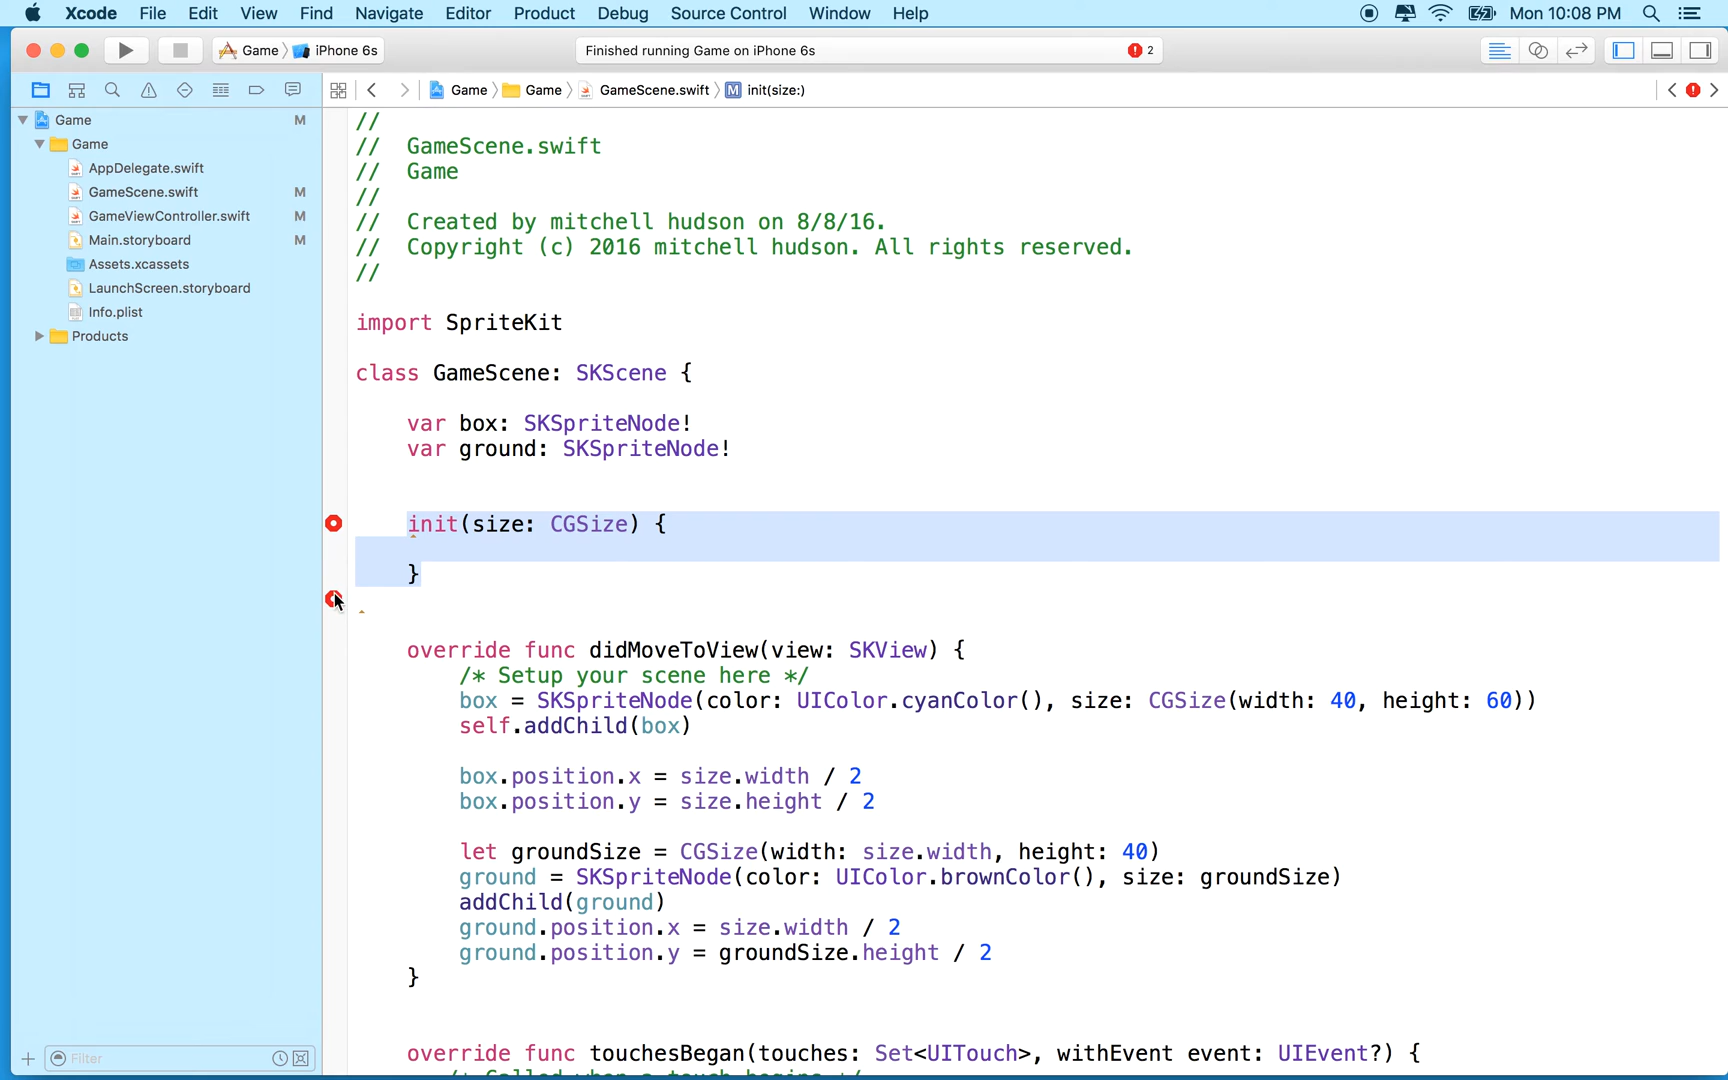 Xcode File Edit View Find Navigate Editor Product Debug Source Control Window Help Mon 10:08 PM
Game iPhone 6s Finished running Game on iPhone 6s 2
Game Game GameScene.swift M init(size:)
Game M
Game
AppDelegate.swift
GameScene.swift M
GameViewController.swift M
Main.storyboard M
Assets.xcassets
LaunchScreen.storyboard
Info.plist
Products
Filter
//
// GameScene.swift
// Game
//
// Created by mitchell hudson on 8/8/16.
// Copyright (c) 2016 mitchell hudson. All rights reserved.
//
import SpriteKit
class GameScene: SKScene {
var box: SKSpriteNode!
var ground: SKSpriteNode!
init(size: CGSize) {
}
override func didMoveToView(view: SKView) {
/* Setup your scene here */
box = SKSpriteNode(color: UIColor.cyanColor(), size: CGSize(width: 40, height: 60))
self.addChild(box)
box.position.x = size.width / 2
box.position.y = size.height / 2
let groundSize = CGSize(width: size.width, height: 40)
ground = SKSpriteNode(color: UIColor.brownColor(), size: groundSize)
addChild(ground)
ground.position.x = size.width / 2
ground.position.y = groundSize.height / 2
}
override func touchesBegan(touches: Set<UITouch>, withEvent event: UIEvent?) {
/* Called when a touch begins */